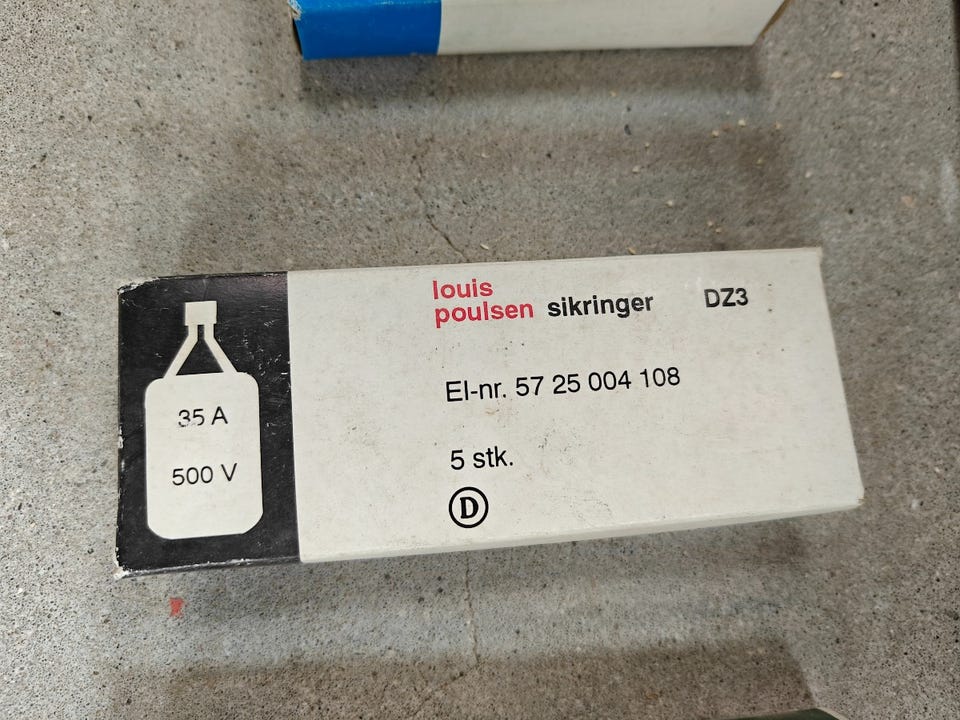 louis
poulsen sikringer DZ3
El-nr. 57 25 004 108
5 stk.
D
35 A
500 V